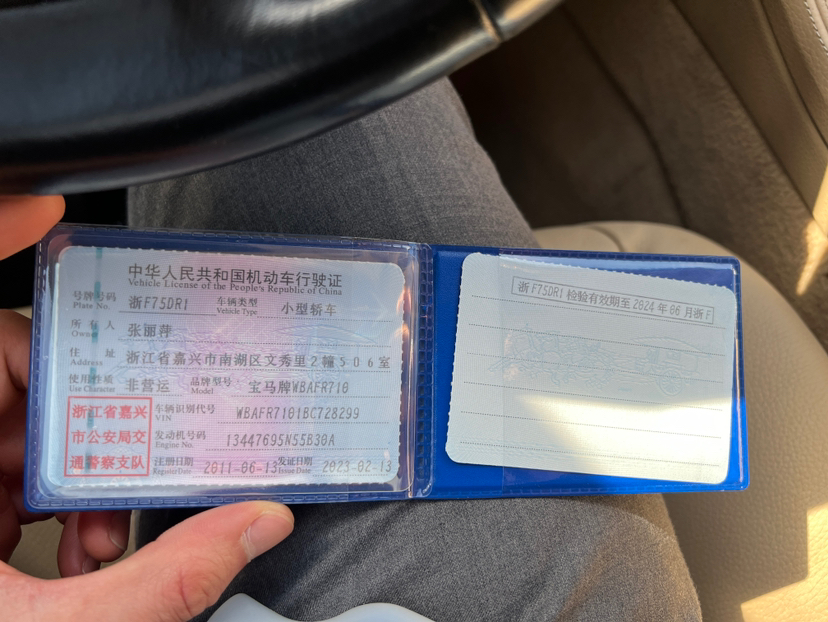 中华人民共和国机动车行驶证
Vehicle License of the People's Republic of China
号牌号码 浙F75DR1 车辆类型 小型轿车
Plate No. Vehicle Type
所有人 张丽萍
Owner
住址 浙江省嘉兴市南湖区文秀里2幢506室
Address
使用性质 非营运 品牌型号 宝马牌WBAFR710
Use Character Model
浙江省嘉兴
市公安局交
通警察支队
车辆识别代号 WBAFR7101BC728299
VIN
发动机号码 13447695N55B30A
Engine No.
注册日期 2011-06-13 发证日期 2023-02-13
Register Date Issue Date
浙F75DR1 检验有效期至 2024 年 06 月 浙F